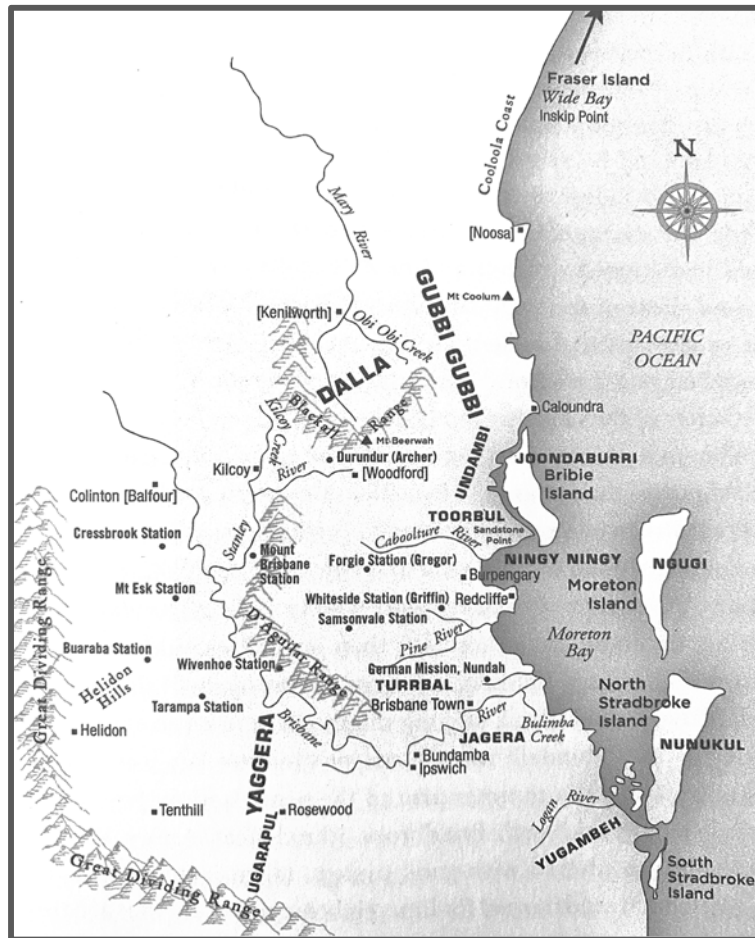 Fraser Island
Wide Bay
Inskip Point
Cooloola Coast
N
Mary River
[Noosa]
Mt Coolum
[Kenilworth]
Obi Obi Creek
GUBBI GUBBI
PACIFIC
OCEAN
DALLA
Blackall Range
Caloundra
Kilcoy Creek
Mt Beerwah
UNDAMBI
Durundur (Archer)
JOONDABURRI
Bribie
Island
Kilcoy
River
[Woodford]
Colinton [Balfour]
TOORBUL
Sandstone
Point
Stanley
Caboolture River
Cressbrook Station
Mount
Brisbane
Station
Forgie Station (Gregor)
NINGY NINGY
NGUGI
Burpengary
Moreton
Island
Mt Esk Station
Whiteside Station (Griffin)
Redcliffe
Samsonvale Station
Great Dividing Range
D'Aguilar Range
Pine River
Moreton
Bay
Buaraba Station
Helidon
Hills
Wivenhoe Station
German Mission, Nundah
TURRBAL
North
Stradbroke
Island
Tarampa Station
Brisbane Town
Brisbane
River
Bulimba
Creek
Helidon
JAGERA
NUNUKUL
YAGGERA
Bundamba
Ipswich
Logan River
Tenthill
Rosewood
UGARAPUL
YUGAMBEH
Great Dividing Range
South
Stradbroke
Island